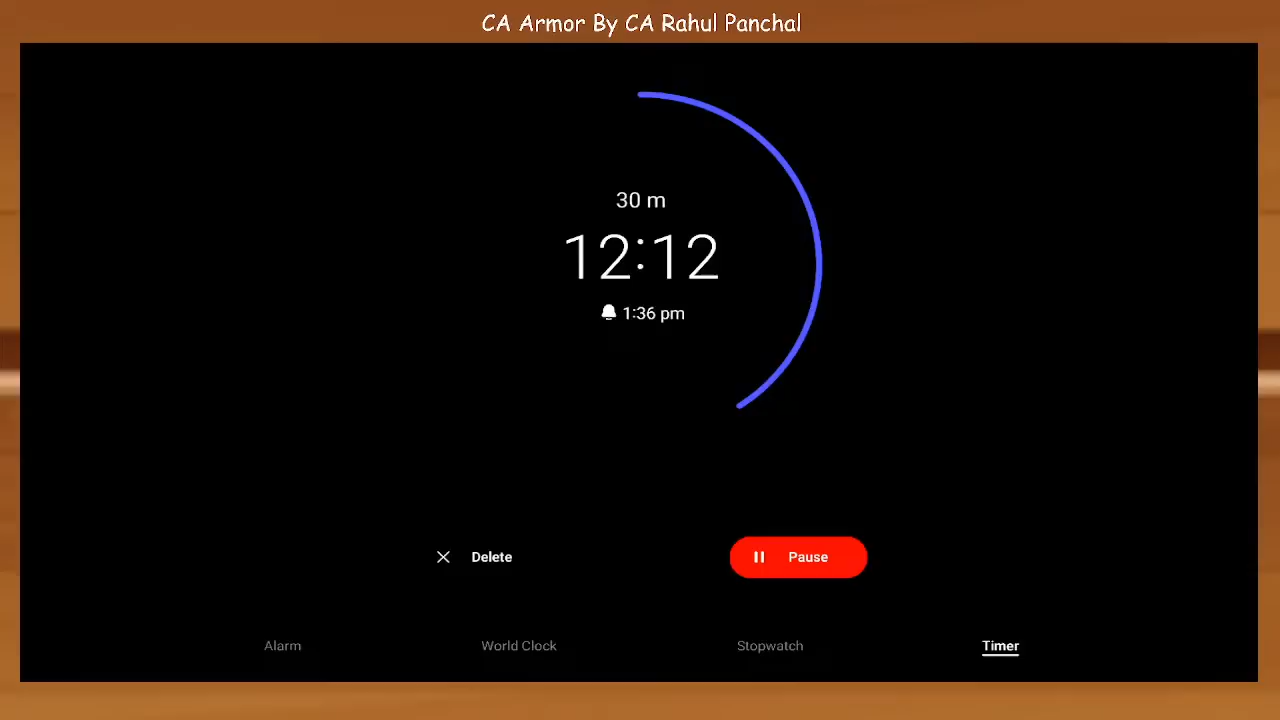 CA Armor By CA Rahul Panchal
30 m
12:12
1:36 pm
Delete
Pause
Alarm
World Clock
Stopwatch
Timer